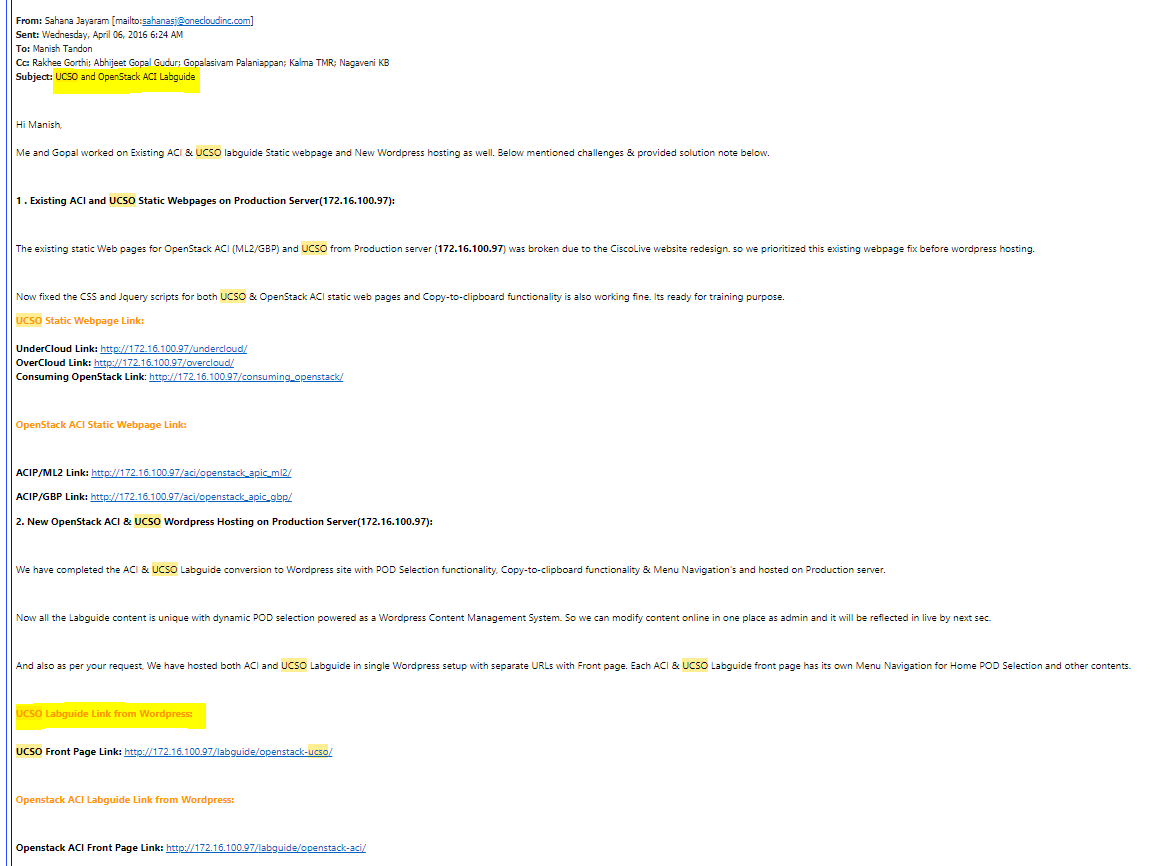 From: Sahana Jayaram [mailto:sahanasj@onecloudinc.com]
Sent: Wednesday, April 06, 2016 6:24 AM
To: Manish Tandon
Cc: Rakhee Gorthi; Abhijeet Gopal Gudur; Gopalasivam Palaniappan; Kalma TMR; Nagaveni KB
Subject: UCSO and OpenStack ACI Labguide
Hi Manish,
Me and Gopal worked on Existing ACI & UCSO labguide Static webpage and New Wordpress hosting as well. Below mentioned challenges & provided solution note below.
1 . Existing ACI and UCSO Static Webpages on Production Server(172.16.100.97):
The existing static Web pages for OpenStack ACI (ML2/GBP) and UCSO from Production server (172.16.100.97) was broken due to the CiscoLive website redesign. so we prioritized this existing webpage fix before wordpress hosting.
Now fixed the CSS and Jquery scripts for both UCSO & OpenStack ACI static web pages and Copy-to-clipboard functionality is also working fine. Its ready for training purpose.
UCSO Static Webpage Link:
UnderCloud Link: http://172.16.100.97/undercloud/
OverCloud Link: http://172.16.100.97/overcloud/
Consuming OpenStack Link: http://172.16.100.97/consuming_openstack/
OpenStack ACI Static Webpage Link:
ACIP/ML2 Link: http://172.16.100.97/aci/openstack_apic_ml2/
ACIP/GBP Link: http://172.16.100.97/aci/openstack_apic_gbp/
2. New OpenStack ACI & UCSO Wordpress Hosting on Production Server(172.16.100.97):
We have completed the ACI & UCSO Labguide conversion to Wordpress site with POD Selection functionality, Copy-to-clipboard functionality & Menu Navigation's and hosted on Production server.
Now all the Labguide content is unique with dynamic POD selection powered as a Wordpress Content Management System. So we can modify content online in one place as admin and it will be reflected in live by next sec.
And also as per your request, We have hosted both ACI and UCSO Labguide in single Wordpress setup with separate URLs with Front page. Each ACI & UCSO Labguide front page has its own Menu Navigation for Home POD Selection and other contents.
UCSO Labguide Link from Wordpress:
UCSO Front Page Link: http://172.16.100.97/labguide/openstack-ucso/
Openstack ACI Labguide Link from Wordpress:
Openstack ACI Front Page Link: http://172.16.100.97/labguide/openstack-aci/